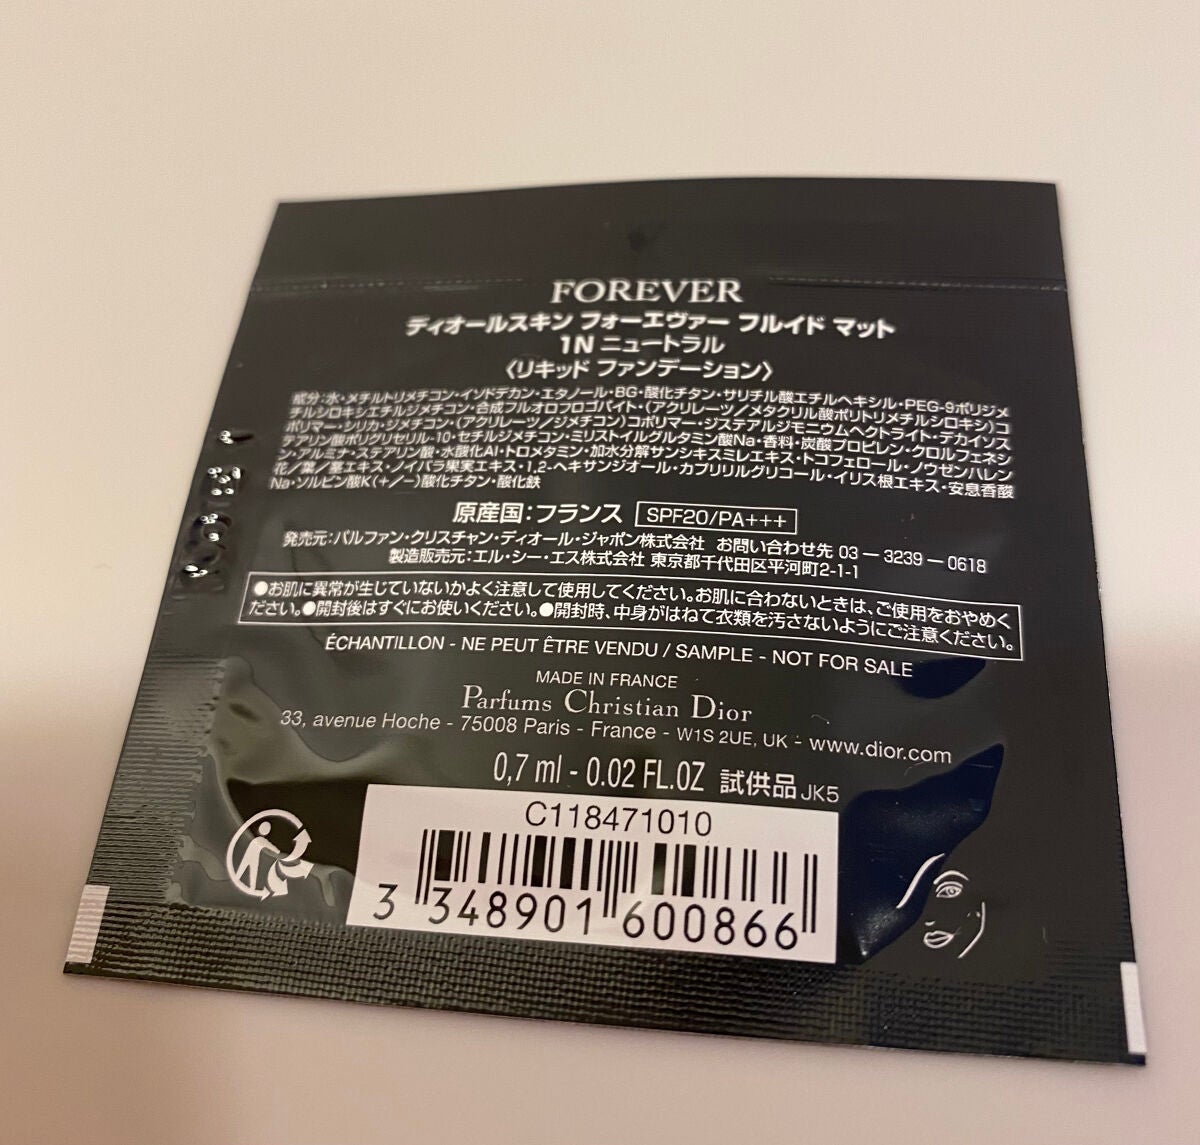 FOREVER
ディオールスキン フォーエヴァー フルイド マット
1N ニュートラル
〈リキッド ファンデーション〉
成分:水・メチルトリメチコン・イソドデカン・エタノール・BG・酸化チタン・サリチル酸エチルヘキシル・PEG-9ポリジメ
チルシロキシエチルジメチコン・合成フルオロフロゴパイト・(アクリレーツ/メタクリル酸ポリトリメチルシロキシ)コ
ポリマー・シリカ・ジメチコン・(アクリレーツ/ジメチコン)コポリマー・ジステアルジモニウムヘクトライト・デカイソス
テアリン酸ポリグリセリル-10・セチルジメチコン・ミリストイルグルタミン酸Na・香料・炭酸プロピレン・クロルフェネシ
ン・アルミナ・ステアリン酸・水酸化Al・トロメタミン・加水分解サンシキスミレエキス・トコフェロール・ノウゼンハレン
花/葉/茎エキス・ノイバラ果実エキス・1,2-ヘキサンジオール・カプリリルグリコール・イリス根エキス・安息香酸
Na・ソルビン酸K(+/-)酸化チタン・酸化鉄
原産国:フランス SPF20/PA+++
発売元:パルファン・クリスチャン・ディオール・ジャポン株式会社 お問い合わせ先 03-3239-0618
製造販売元:エル・シー・エス株式会社 東京都千代田区平河町2-1-1
●お肌に異常が生じていないかよく注意して使用してください。お肌に合わないときは、ご使用をおやめく
ださい。●開封後はすぐにお使いください。●開封時、中身がはねて衣類を汚さないようにご注意ください。
ÉCHANTILLON - NE PEUT ÊTRE VENDU / SAMPLE - NOT FOR SALE
MADE IN FRANCE
Parfums Christian Dior
33, avenue Hoche - 75008 Paris - France - W1S 2UE, UK - www.dior.com
0,7 ml - 0.02 FL.OZ 試供品 JK5
C118471010
3 348901 600866